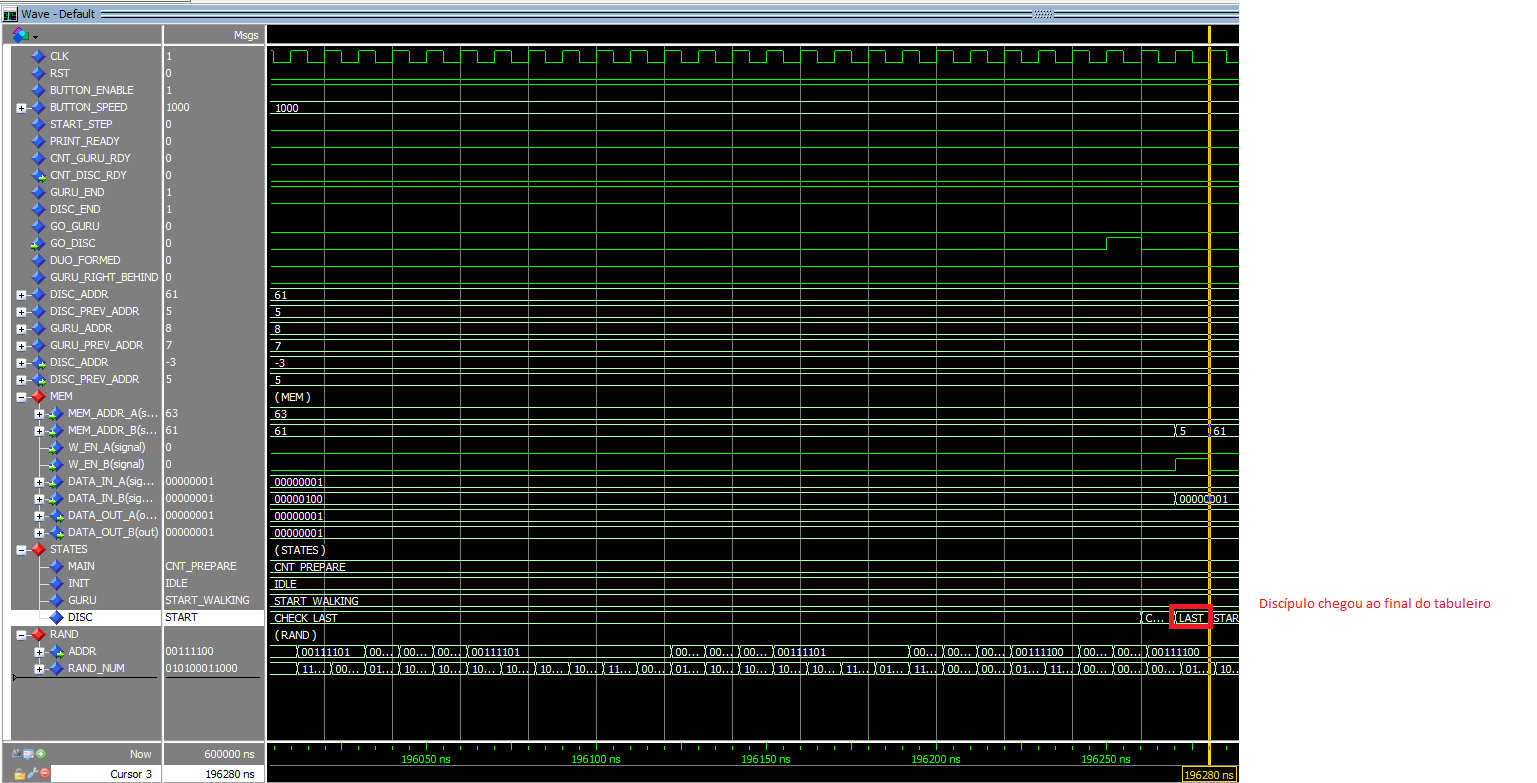 Wave - Default
Msgs
CLK 1
RST 0
BUTTON_ENABLE 1
BUTTON_SPEED 1000 1000
START_STEP 0
PRINT_READY 0
CNT_GURU_RDY 0
CNT_DISC_RDY 0
GURU_END 1
DISC_END 1
GO_GURU 0
GO_DISC 0
DUO_FORMED 0
GURU_RIGHT_BEHIND 0
DISC_ADDR 61 61
DISC_PREV_ADDR 5 5
GURU_ADDR 8 8
GURU_PREV_ADDR 7 7
DISC_ADDR -3 -3
DISC_PREV_ADDR 5 5
MEM (MEM)
MEM_ADDR_A(s... 63 63
MEM_ADDR_B(s... 61 61 5 61
W_EN_A(signal) 0
W_EN_B(signal) 0
DATA_IN_A(sig... 00000001 00000001
DATA_IN_B(sig... 00000001 00000100 00000001
DATA_OUT_A(o... 00000001 00000001
DATA_OUT_B(out) 00000001 00000001
STATES (STATES)
MAIN CNT_PREPARE CNT_PREPARE
INIT IDLE IDLE
GURU START_WALKING START_WALKING
DISC START CHECK_LAST C... LAST STAR
Discípulo chegou ao final do tabuleiro
RAND (RAND)
ADDR 00111100 00111101 00... 00... 00... 00111101 00... 00... 00... 00111101 00... 00... 00... 00111100 00... 00... 00111100
RAND_NUM 010100011000 11... 00... 01... 00... 10... 10... 10... 10... 10... 11... 00... 01... 10... 10... 10... 10... 11... 01... 11... 00... 00... 01... 11... 00... 00... 00... 01... 10...
Now 600000 ns 196050 ns 196100 ns 196150 ns 196200 ns 196250 ns
Cursor 3 196280 ns 196280 ns